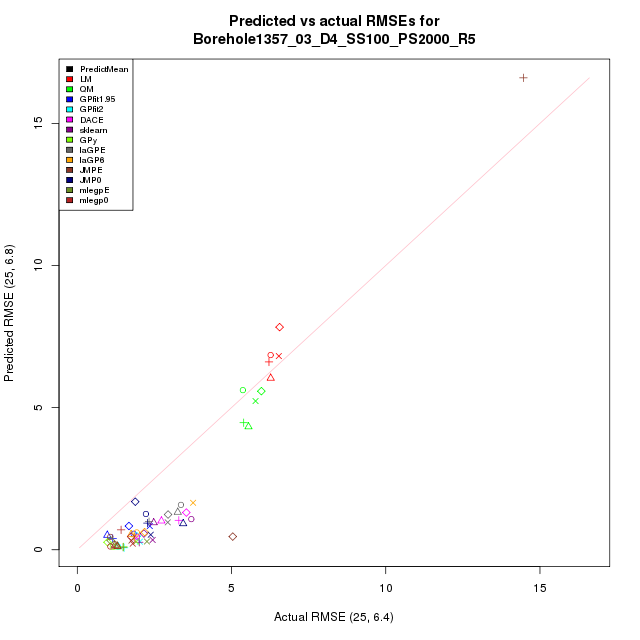 Predicted vs actual RMSEs for
Borehole1357_03_D4_SS100_PS2000_R5
PredictMean
LM
QM
GPfit1.95
GPfit2
DACE
sklearn
GPy
laGPE
laGP6
JMPE
JMP0
mlegpE
mlegp0
Predicted RMSE (25, 6.8)
15
10
5
0
0
5
10
15
Actual RMSE (25, 6.4)